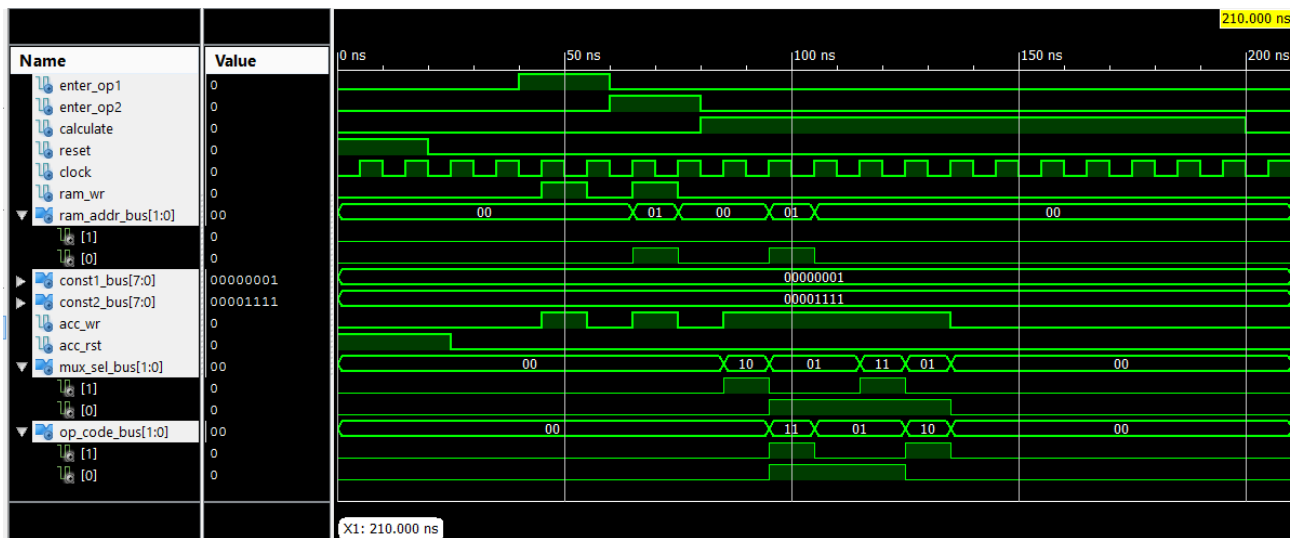 210.000 ns
Name Value 0 ns 50 ns 100 ns 150 ns 200 ns
enter_op1 0
enter_op2 0
calculate 0
reset 0
clock 0
ram_wr 0
ram_addr_bus[1:0] 00 00 01 00 01 00
[1] 0
[0] 0
const1_bus[7:0] 00000001 00000001
const2_bus[7:0] 00001111 00001111
acc_wr 0
acc_rst 0
mux_sel_bus[1:0] 00 00 10 01 11 01 00
[1] 0
[0] 0
op_code_bus[1:0] 00 00 11 01 10 00
[1] 0
[0] 0
X1: 210.000 ns